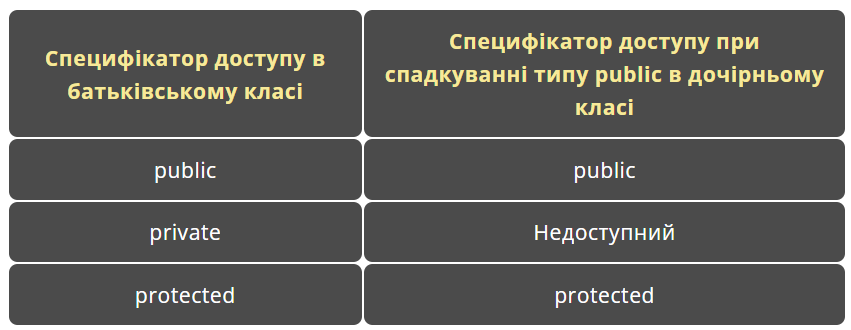 Специфікатор доступу в
батьківському класі
Специфікатор доступу при
спадкуванні типу public в дочірньому
класі
public
public
private
Недоступний
protected
protected